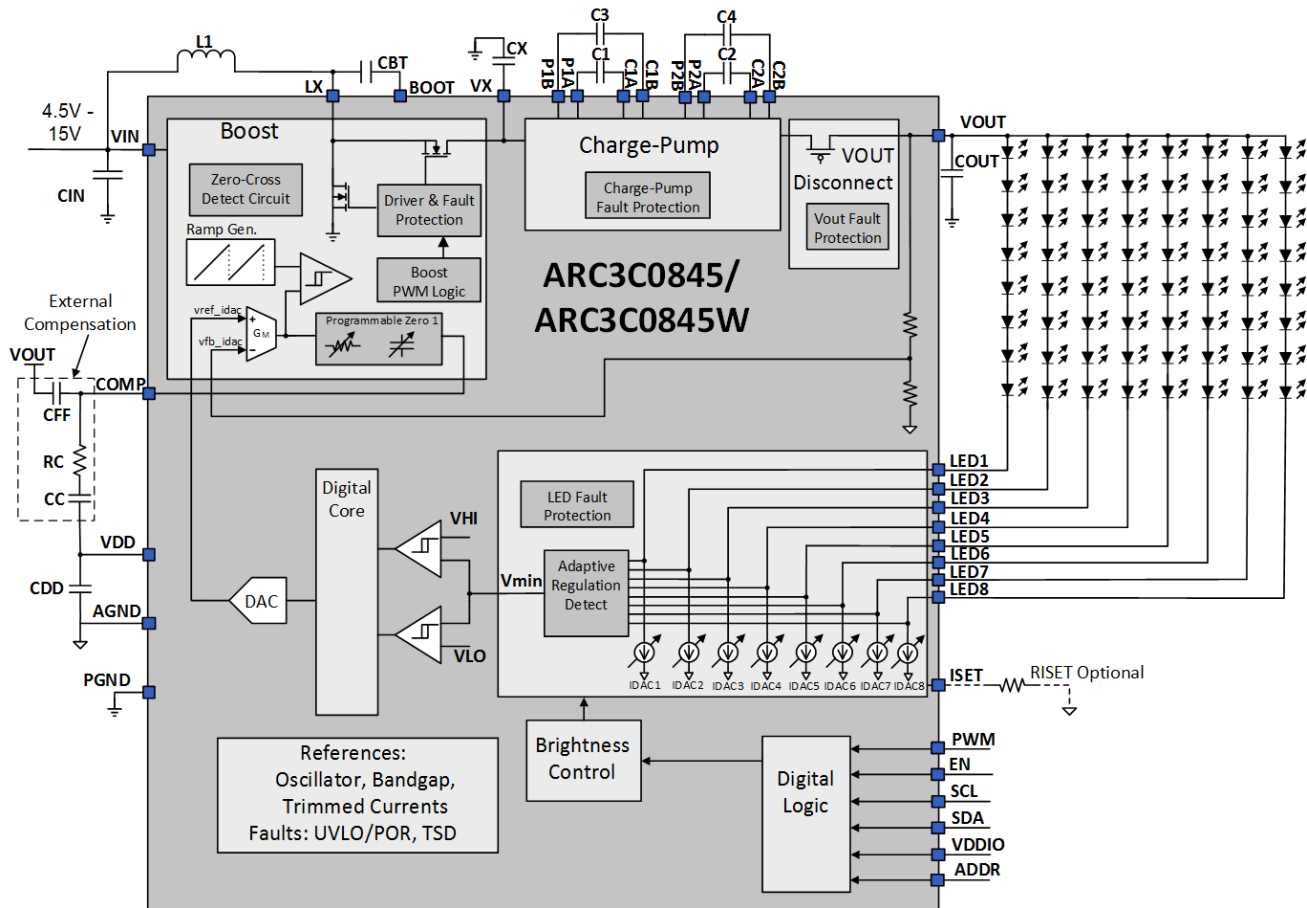 L1
CBT
LX
BOOT
CX
VX
C3
C1
P1B
P1A
C1A
C1B
C4
C2
P2B
P2A
C2A
C2B
4.5V -
15V
VIN
CIN
Boost
Zero-Cross
Detect Circuit
Driver & Fault
Protection
Ramp Gen.
Boost
PWM Logic
vref_idac
vfb_idac
+
−
GM
Programmable Zero 1
Charge-Pump
Charge-Pump
Fault Protection
VOUT
Disconnect
Vout Fault
Protection
VOUT
COUT
ARC3C0845/
ARC3C0845W
External
Compensation
VOUT
COMP
CFF
RC
CC
VDD
CDD
AGND
PGND
Digital
Core
DAC
VHI
VLO
Vmin
LED Fault
Protection
Adaptive
Regulation
Detect
IDAC1
IDAC2
IDAC3
IDAC4
IDAC5
IDAC6
IDAC7
IDAC8
LED1
LED2
LED3
LED4
LED5
LED6
LED7
LED8
ISET
RISET Optional
References:
Oscillator, Bandgap,
Trimmed Currents
Faults: UVLO/POR, TSD
Brightness
Control
Digital
Logic
PWM
EN
SCL
SDA
VDDIO
ADDR